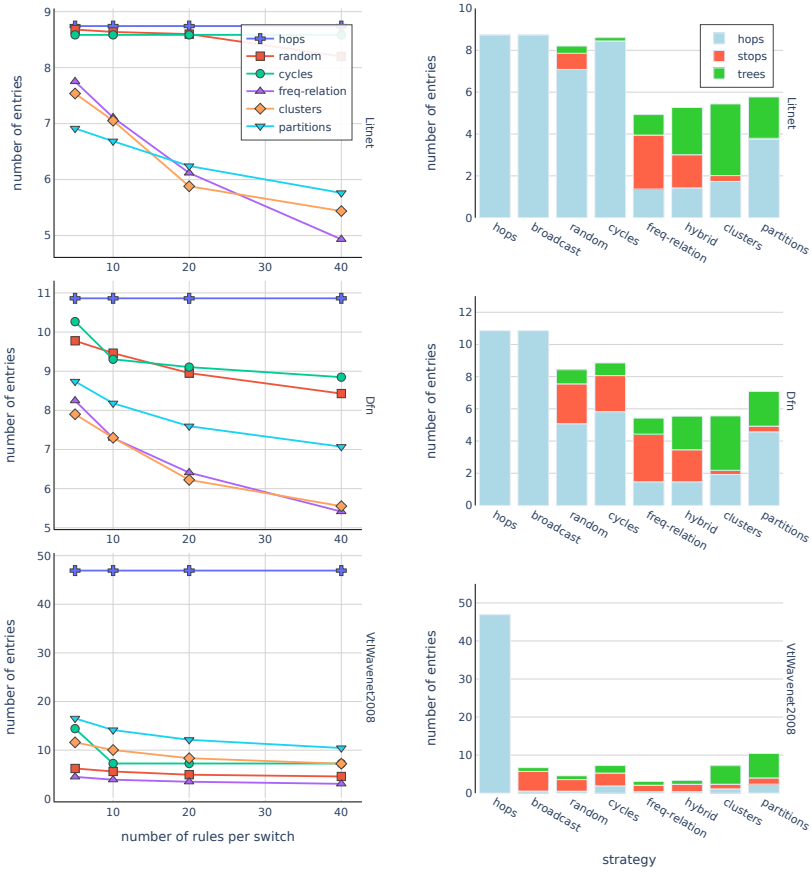 9
8
7
6
5
number of entries
10
20
30
40
Litnet
hops
random
cycles
freq-relation
clusters
partitions
10
8
6
4
2
0
number of entries
hops
broadcast
random
cycles
freq-relation
hybrid
clusters
partitions
Litnet
hops
stops
trees
11
10
9
8
7
6
5
number of entries
10
20
30
40
Dfn
12
10
8
6
4
2
0
number of entries
hops
broadcast
random
cycles
freq-relation
hybrid
clusters
partitions
Dfn
50
40
30
20
10
0
number of entries
10
20
30
40
number of rules per switch
VtlWavenet2008
50
40
30
20
10
0
number of entries
hops
broadcast
random
cycles
freq-relation
hybrid
clusters
partitions
strategy
VtlWavenet2008